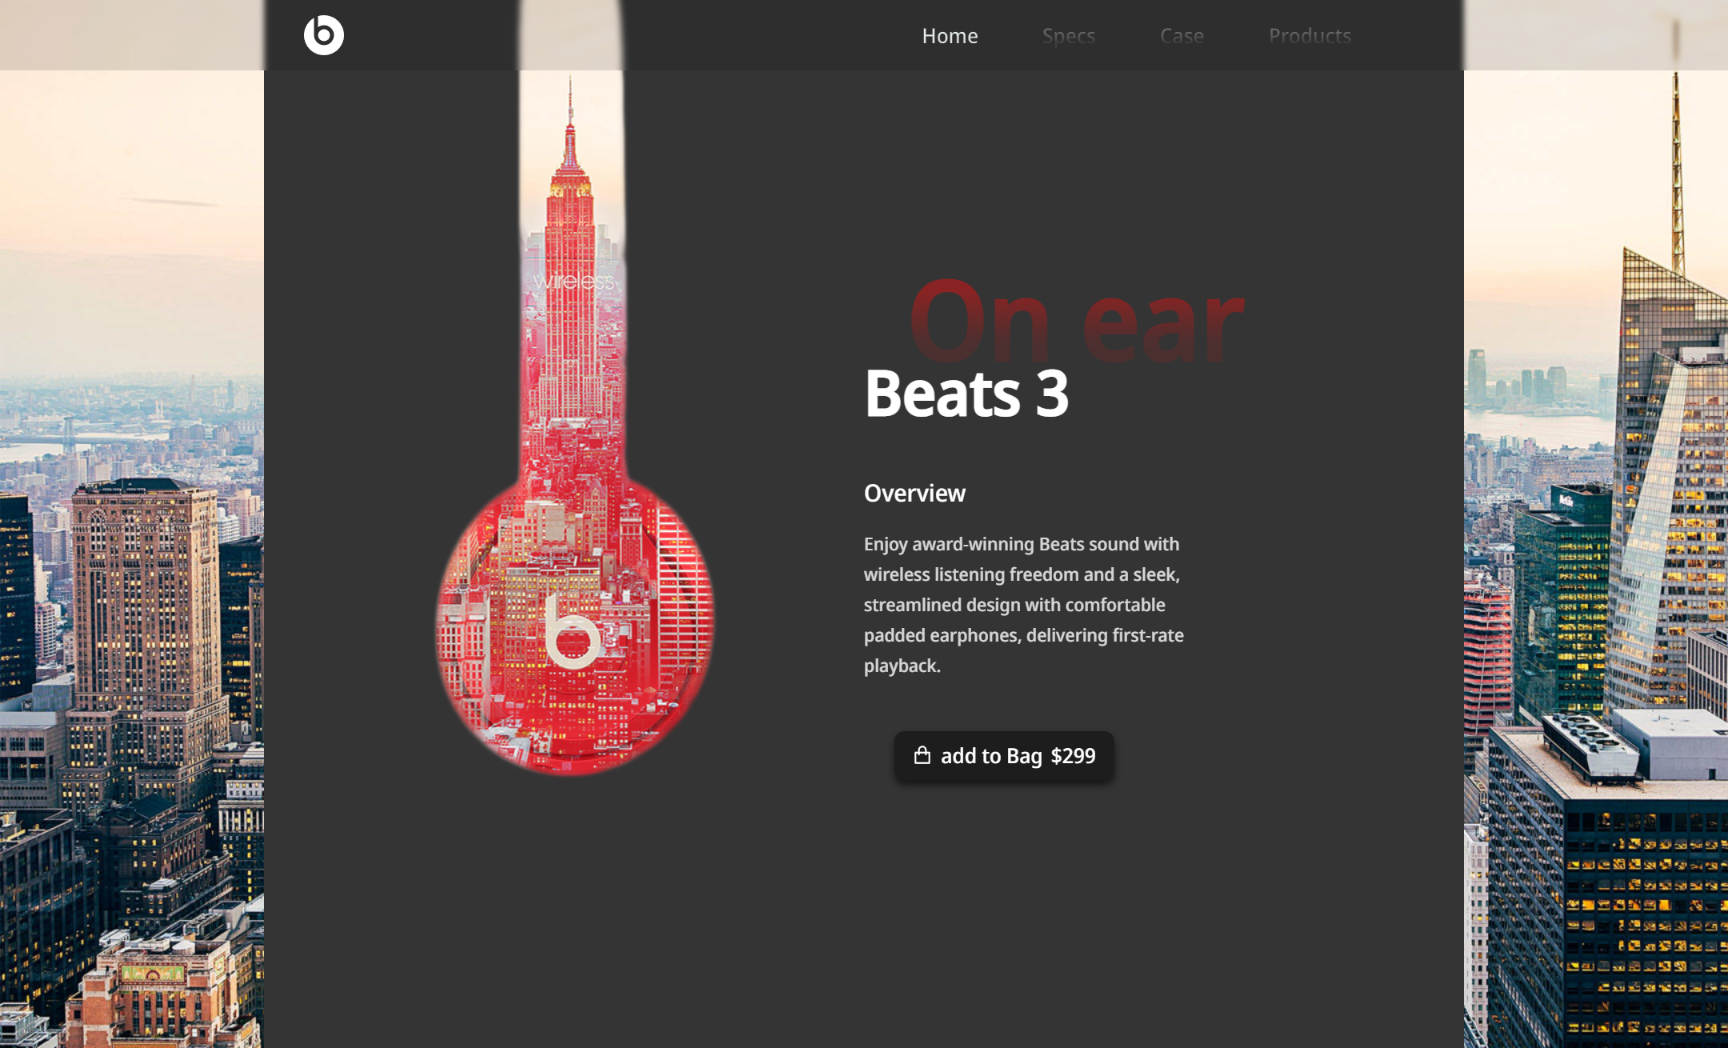 b
Home Specs Case Products
wireless
On ear
Beats 3
Overview
Enjoy award-winning Beats sound with
wireless listening freedom and a sleek,
streamlined design with comfortable
padded earphones, delivering first-rate
playback.
b
add to Bag $299